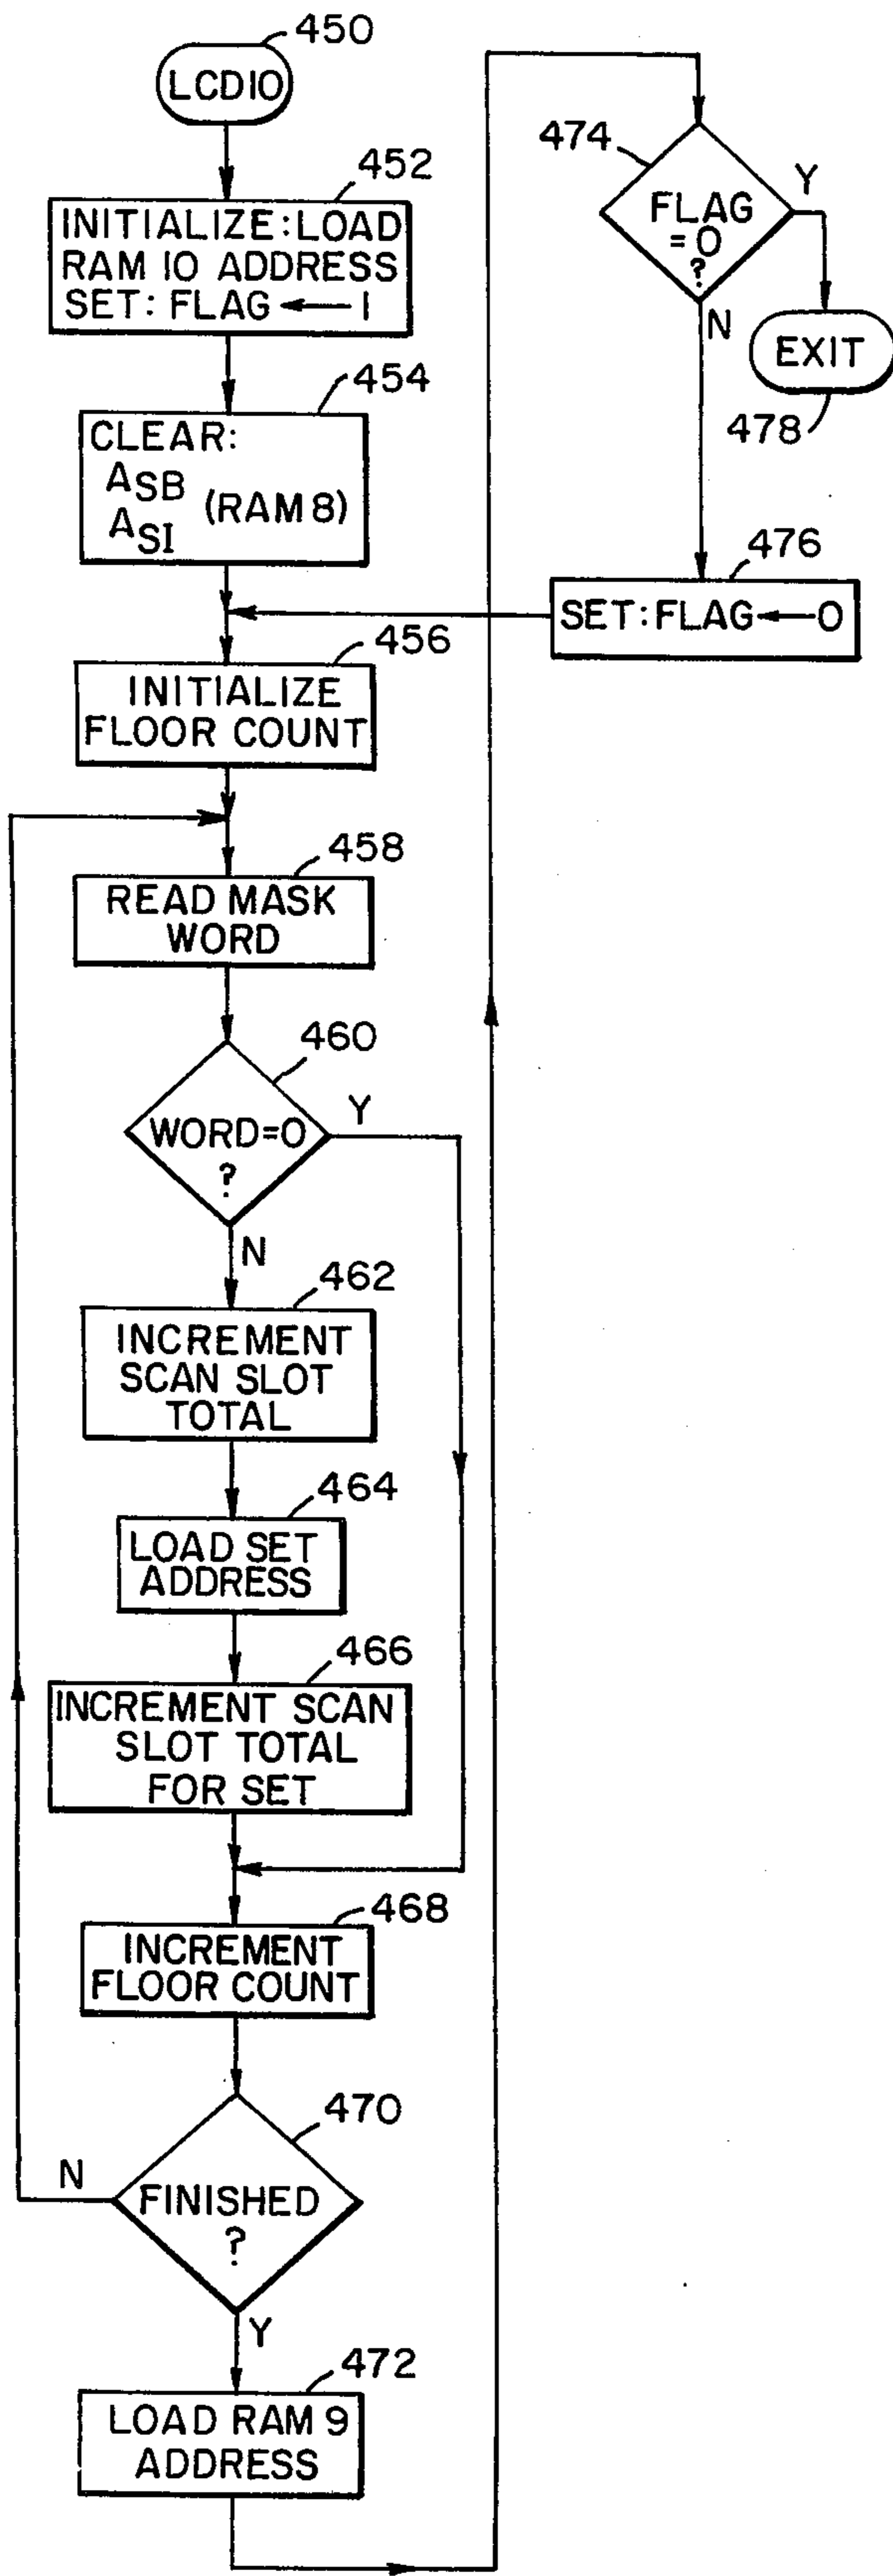 450
LCD10
452
INITIALIZE: LOAD
RAM 10 ADDRESS
SET: FLAG ← 1
454
CLEAR:
ASB
ASI
(RAM 8)
456
INITIALIZE
FLOOR COUNT
458
READ MASK
WORD
460
WORD=0
?
Y
N
462
INCREMENT
SCAN SLOT
TOTAL
464
LOAD SET
ADDRESS
466
INCREMENT SCAN
SLOT TOTAL
FOR SET
468
INCREMENT
FLOOR COUNT
470
FINISHED
?
N
Y
472
LOAD RAM 9
ADDRESS
474
FLAG
=0
?
Y
N
EXIT
478
476
SET: FLAG ← 0